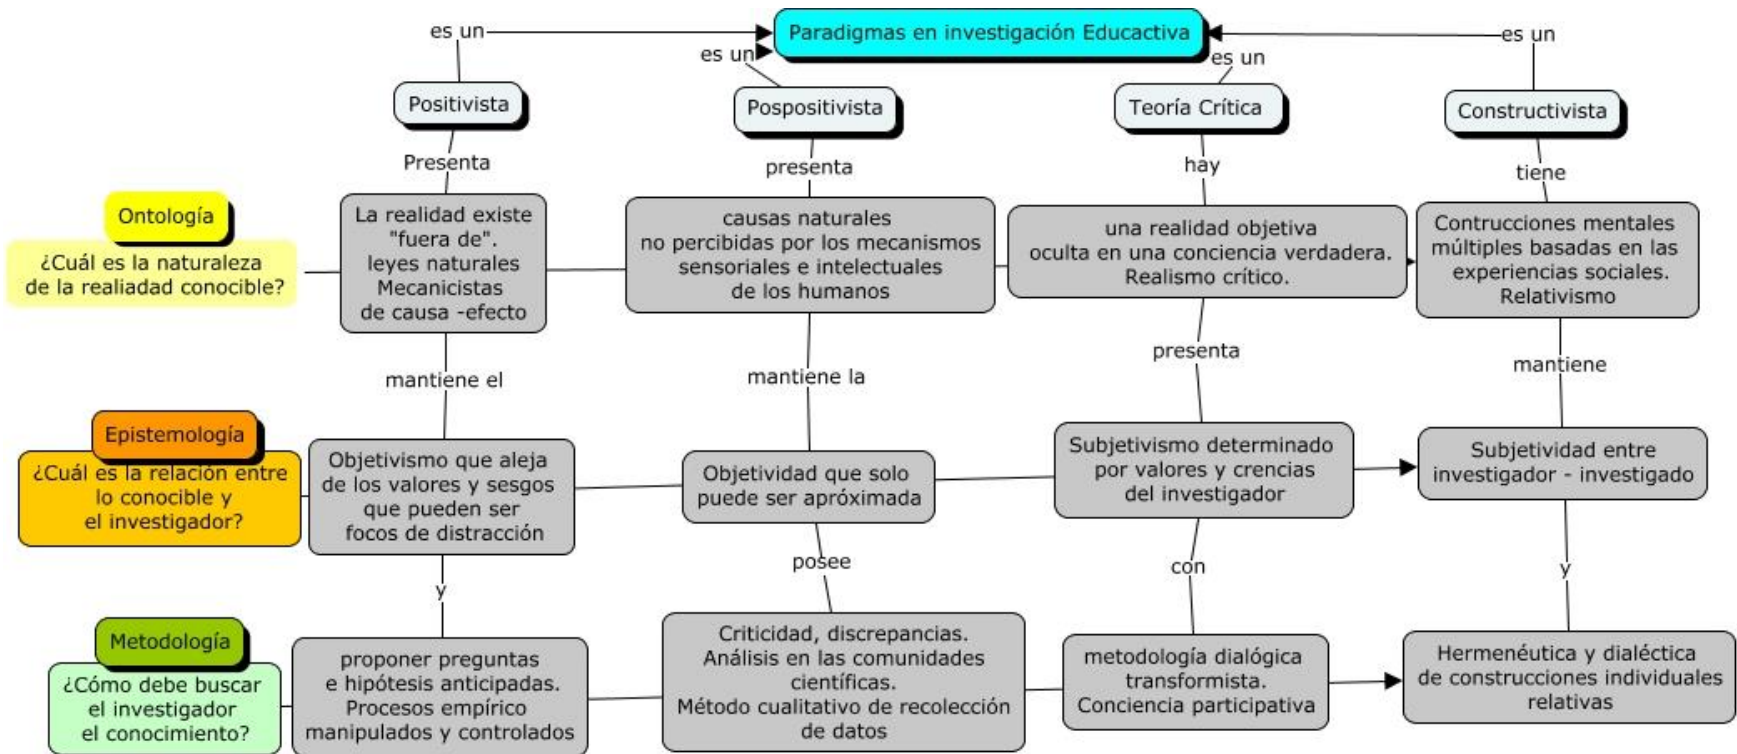 Paradigmas en investigación Educactiva
es un
es un
es un
es un
Positivista
Pospositivista
Teoría Crítica
Constructivista
Presenta
presenta
hay
tiene
Ontología
¿Cuál es la naturaleza
de la realiadad conocible?
La realidad existe
"fuera de".
leyes naturales
Mecanicistas
de causa -efecto
causas naturales
no percibidas por los mecanismos
sensoriales e intelectuales
de los humanos
una realidad objetiva
oculta en una conciencia verdadera.
Realismo crítico.
Contrucciones mentales
múltiples basadas en las
experiencias sociales.
Relativismo
mantiene el
mantiene la
presenta
mantiene
Epistemología
¿Cuál es la relación entre
lo conocible y
el investigador?
Objetivismo que aleja
de los valores y sesgos
que pueden ser
focos de distracción
Objetividad que solo
puede ser apróximada
Subjetivismo determinado
por valores y crencias
del investigador
Subjetividad entre
investigador - investigado
y
posee
con
y
Metodología
¿Cómo debe buscar
el investigador
el conocimiento?
proponer preguntas
e hipótesis anticipadas.
Procesos empírico
manipulados y controlados
Criticidad, discrepancias.
Análisis en las comunidades
científicas.
Método cualitativo de recolección
de datos
metodología dialógica
transformista.
Conciencia participativa
Hermenéutica y dialéctica
de construcciones individuales
relativas